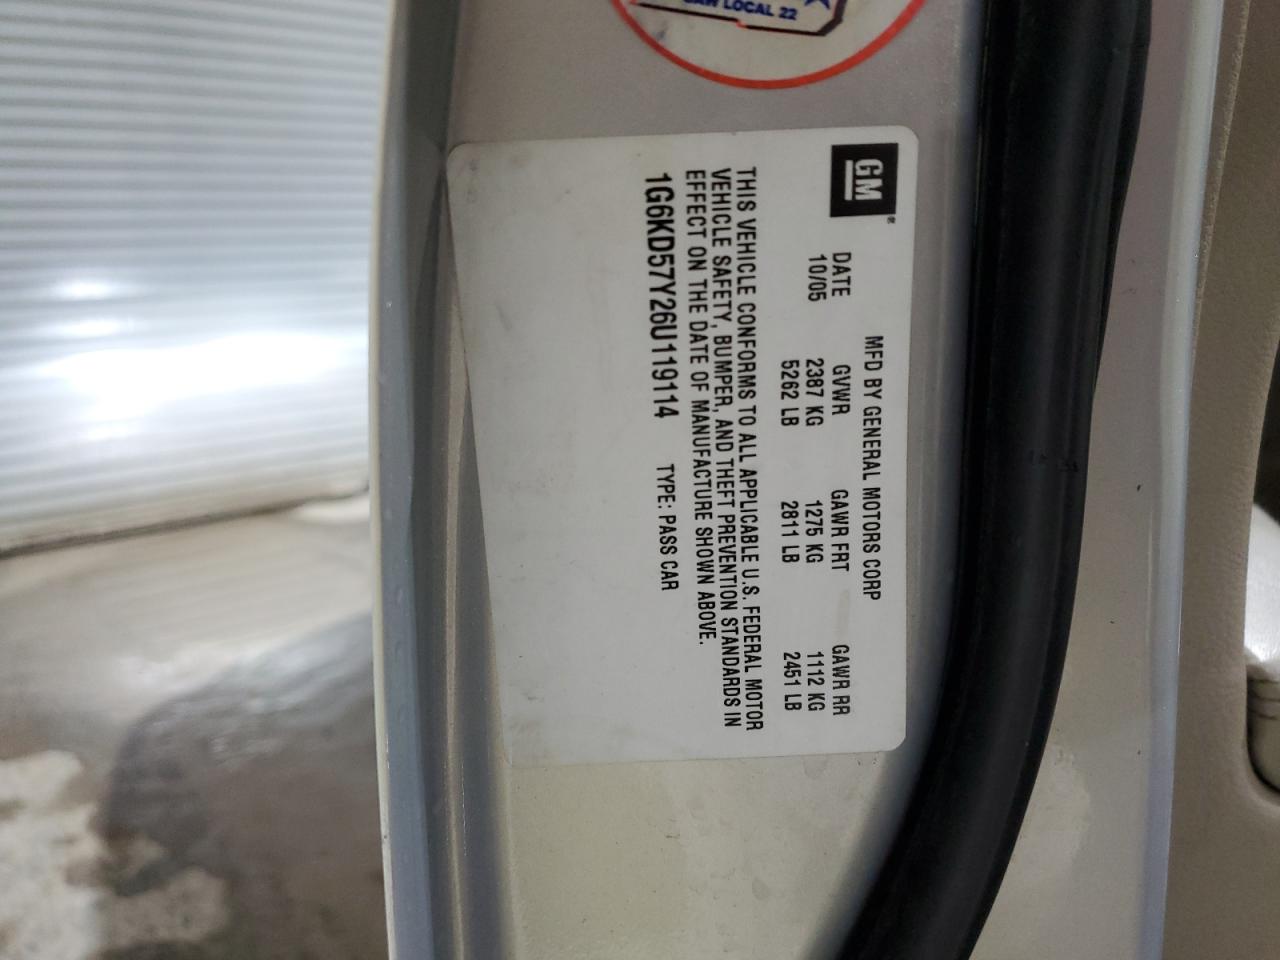 UAW LOCAL 22
GM
MFD BY GENERAL MOTORS CORP
DATE GVWR GAWR FRT GAWR RR
10/05 2387 KG 1275 KG 1112 KG
5262 LB 2811 LB 2451 LB
THIS VEHICLE CONFORMS TO ALL APPLICABLE U.S. FEDERAL MOTOR
VEHICLE SAFETY, BUMPER, AND THEFT PREVENTION STANDARDS IN
EFFECT ON THE DATE OF MANUFACTURE SHOWN ABOVE.
1G6KD57Y26U119114 TYPE: PASS CAR